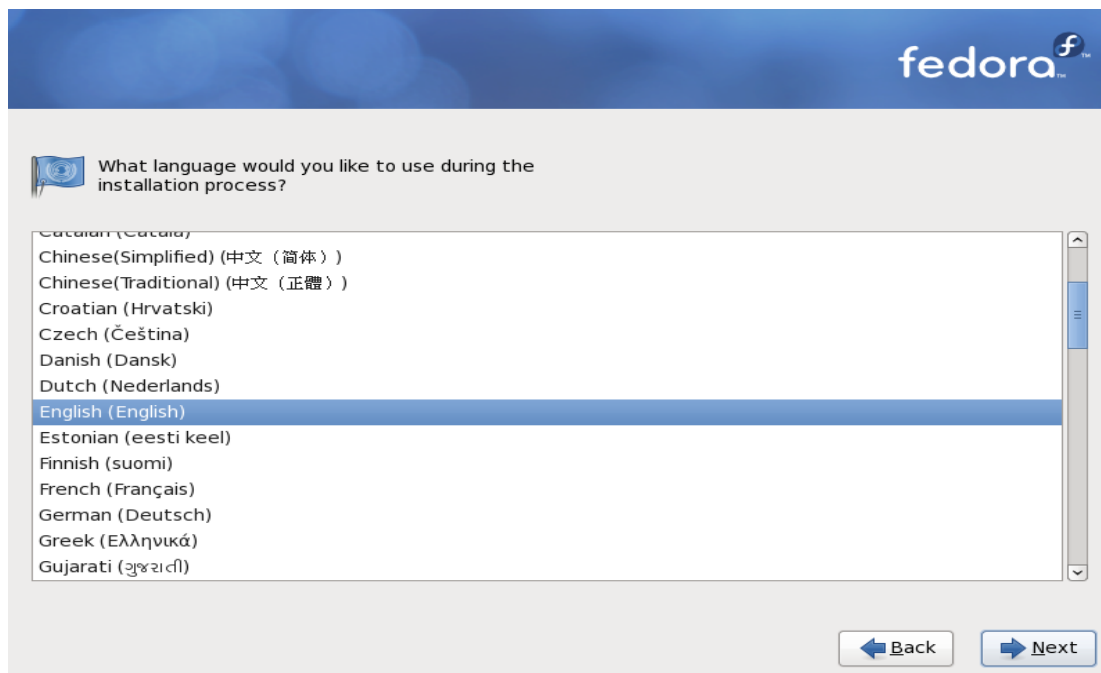 fedora
What language would you like to use during the
installation process?
Catalan (Català)
Chinese(Simplified) (中文（简体）)
Chinese(Traditional) (中文（正體）)
Croatian (Hrvatski)
Czech (Čeština)
Danish (Dansk)
Dutch (Nederlands)
English (English)
Estonian (eesti keel)
Finnish (suomi)
French (Français)
German (Deutsch)
Greek (Ελληνικά)
Gujarati (ગુજરાતી)
Back
Next